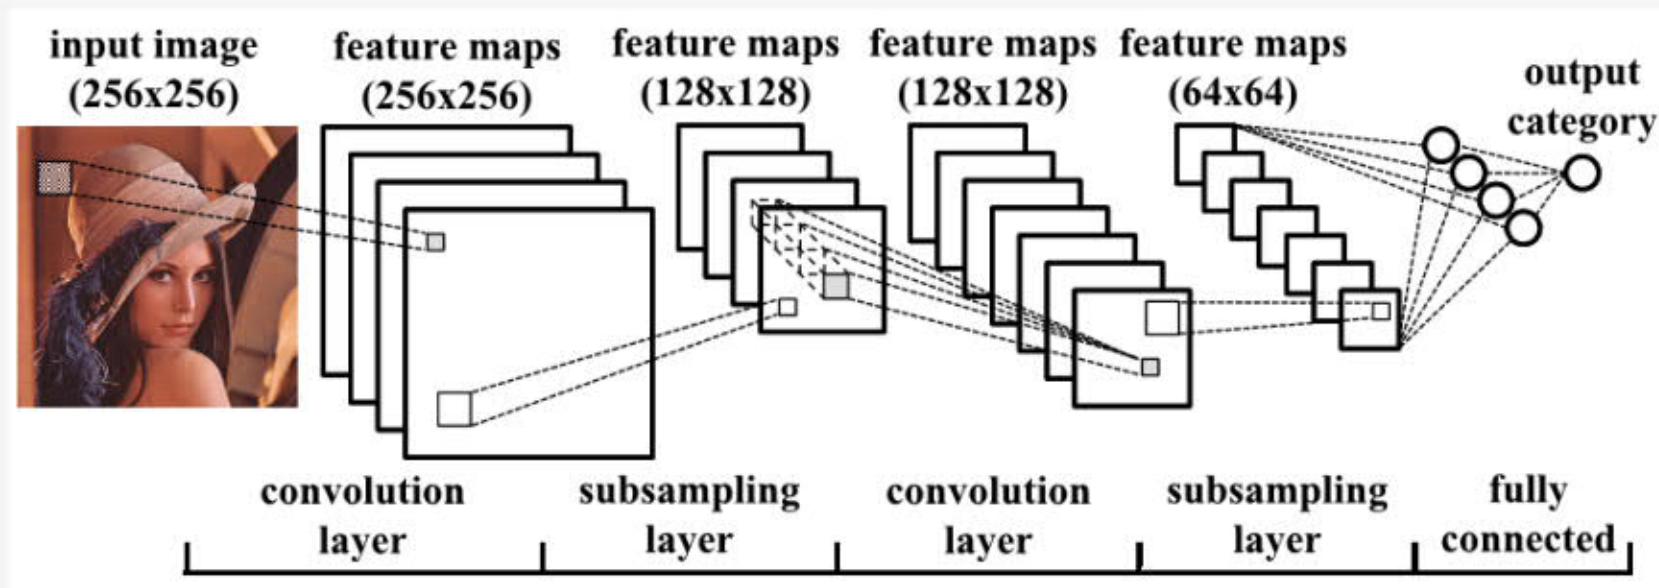 input image
(256x256)
feature maps
(256x256)
feature maps
(128x128)
feature maps
(128x128)
feature maps
(64x64)
output
category
convolution
layer
subsampling
layer
convolution
layer
subsampling
layer
fully
connected